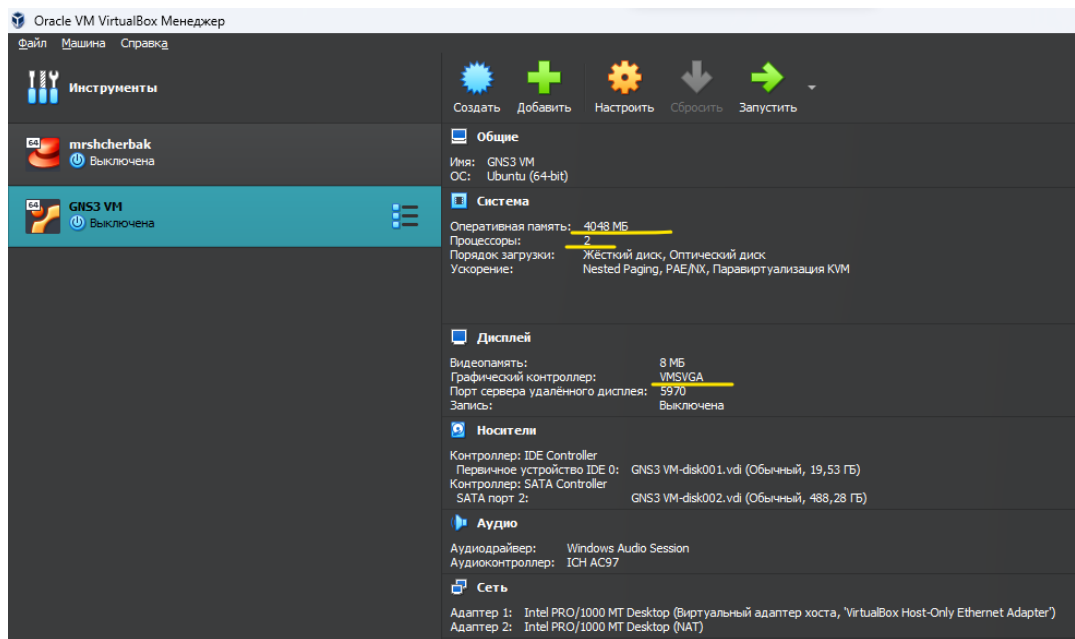 Oracle VM VirtualBox Менеджер
Файл Машина Справка
Инструменты
Создать Добавить Настроить Сбросить Запустить
64 mrshcherbak
Выключена
64 GNS3 VM
Выключена
Общие
Имя: GNS3 VM
ОС: Ubuntu (64-bit)
Система
Оперативная память: 4048 МБ
Процессоры: 2
Порядок загрузки: Жёсткий диск, Оптический диск
Ускорение: Nested Paging, PAE/NX, Паравиртуализация KVM
Дисплей
Видеопамять: 8 МБ
Графический контроллер: VMSVGA
Порт сервера удалённого дисплея: 5970
Запись: Выключена
Носители
Контроллер: IDE Controller
Первичное устройство IDE 0: GNS3 VM-disk001.vdi (Обычный, 19,53 ГБ)
Контроллер: SATA Controller
SATA порт 2: GNS3 VM-disk002.vdi (Обычный, 488,28 ГБ)
Аудио
Аудиодрайвер: Windows Audio Session
Аудиоконтроллер: ICH AC97
Сеть
Адаптер 1: Intel PRO/1000 MT Desktop (Виртуальный адаптер хоста, 'VirtualBox Host-Only Ethernet Adapter')
Адаптер 2: Intel PRO/1000 MT Desktop (NAT)